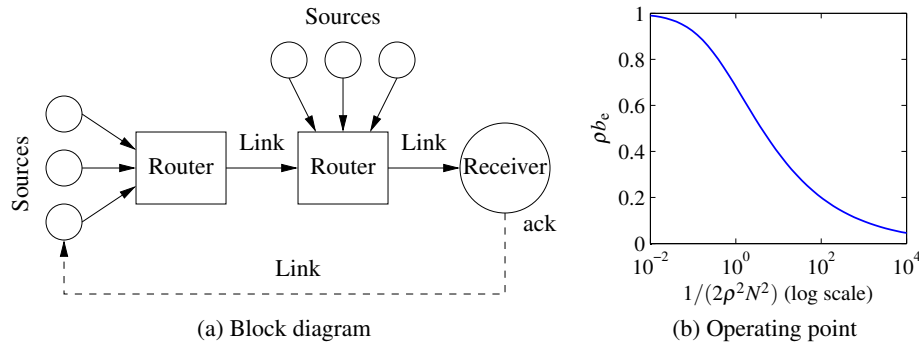 Sources
Sources
Router
Link
Router
Link
Receiver
ack
Link
(a) Block diagram
1
0.8
0.6
0.4
0.2
0
ρbₑ
10⁻² 10⁰ 10² 10⁴
1/(2ρ²N²) (log scale)
(b) Operating point